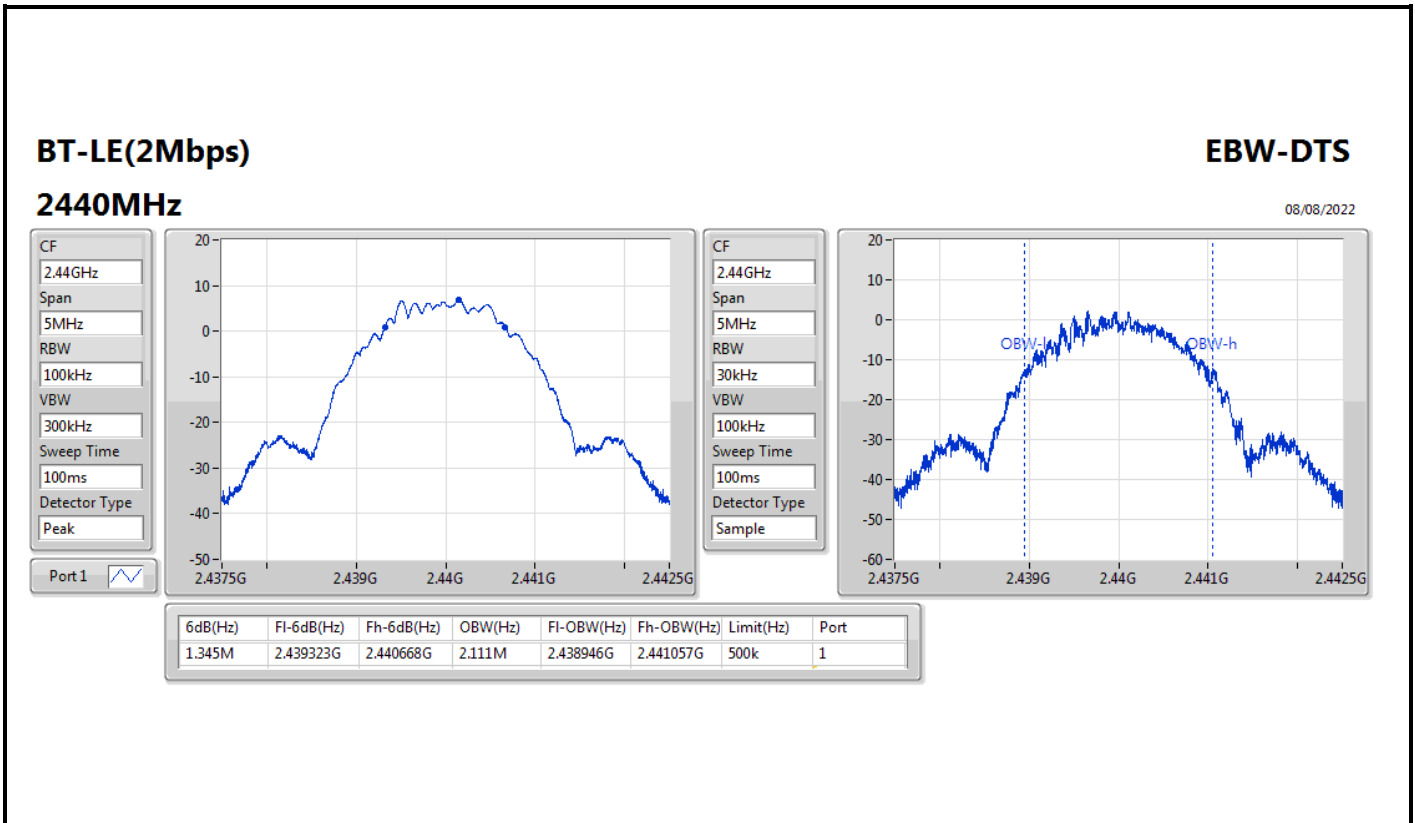 BT-LE(2Mbps)
EBW-DTS
2440MHz
08/08/2022
CF
2.44GHz
Span
5MHz
RBW
100kHz
VBW
300kHz
Sweep Time
100ms
Detector Type
Peak
Port 1
20
10
0
-10
-20
-30
-40
-50
2.4375G 2.439G 2.44G 2.441G 2.4425G
CF
2.44GHz
Span
5MHz
RBW
30kHz
VBW
100kHz
Sweep Time
100ms
Detector Type
Sample
20
10
0
-10
-20
-30
-40
-50
-60
OBW-l OBW-h
2.4375G 2.439G 2.44G 2.441G 2.4425G
6dB(Hz) Fl-6dB(Hz) Fh-6dB(Hz) OBW(Hz) Fl-OBW(Hz) Fh-OBW(Hz) Limit(Hz) Port
1.345M 2.439323G 2.440668G 2.111M 2.438946G 2.441057G 500k 1